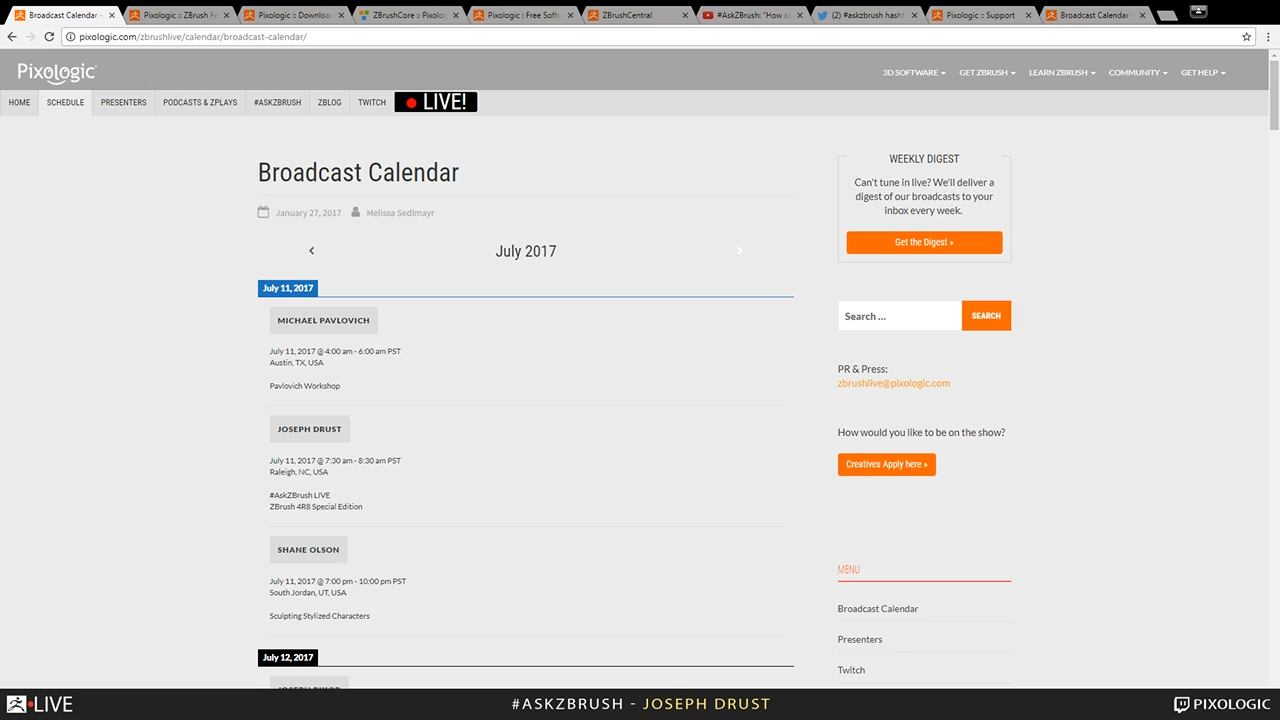 Broadcast Calendar -
Pixologic :: ZBrush Fe
Pixologic :: Downloa
ZBrushCore :: Pixolog
Pixologic : Free Softw
ZBrushCentral
#AskZBrush: "How ca
(2) #askzbrush hasht
Pixologic :: Support
Broadcast Calendar -
pixologic.com/zbrushlive/calendar/broadcast-calendar/
Pixologic
3D SOFTWARE
GET ZBRUSH
LEARN ZBRUSH
COMMUNITY
GET HELP
HOME
SCHEDULE
PRESENTERS
PODCASTS & ZPLAYS
#ASKZBRUSH
ZBLOG
TWITCH
LIVE!
Broadcast Calendar
January 27, 2017
Melissa Sedlmayr
July 2017
July 11, 2017
MICHAEL PAVLOVICH
July 11, 2017 @ 4:00 am - 6:00 am PST
Austin, TX, USA
Pavlovich Workshop
JOSEPH DRUST
July 11, 2017 @ 7:30 am - 8:30 am PST
Raleigh, NC, USA
#AskZBrush LIVE
ZBrush 4R8 Special Edition
SHANE OLSON
July 11, 2017 @ 7:00 pm - 10:00 pm PST
South Jordan, UT, USA
Sculpting Stylized Characters
July 12, 2017
WEEKLY DIGEST
Can't tune in live? We'll deliver a
digest of our broadcasts to your
inbox every week.
Get the Digest »
Search ...
SEARCH
PR & Press:
zbrushlive@pixologic.com
How would you like to be on the show?
Creatives Apply here »
MENU
Broadcast Calendar
Presenters
Twitch
LIVE
#ASKZBRUSH - JOSEPH DRUST
PIXOLOGIC